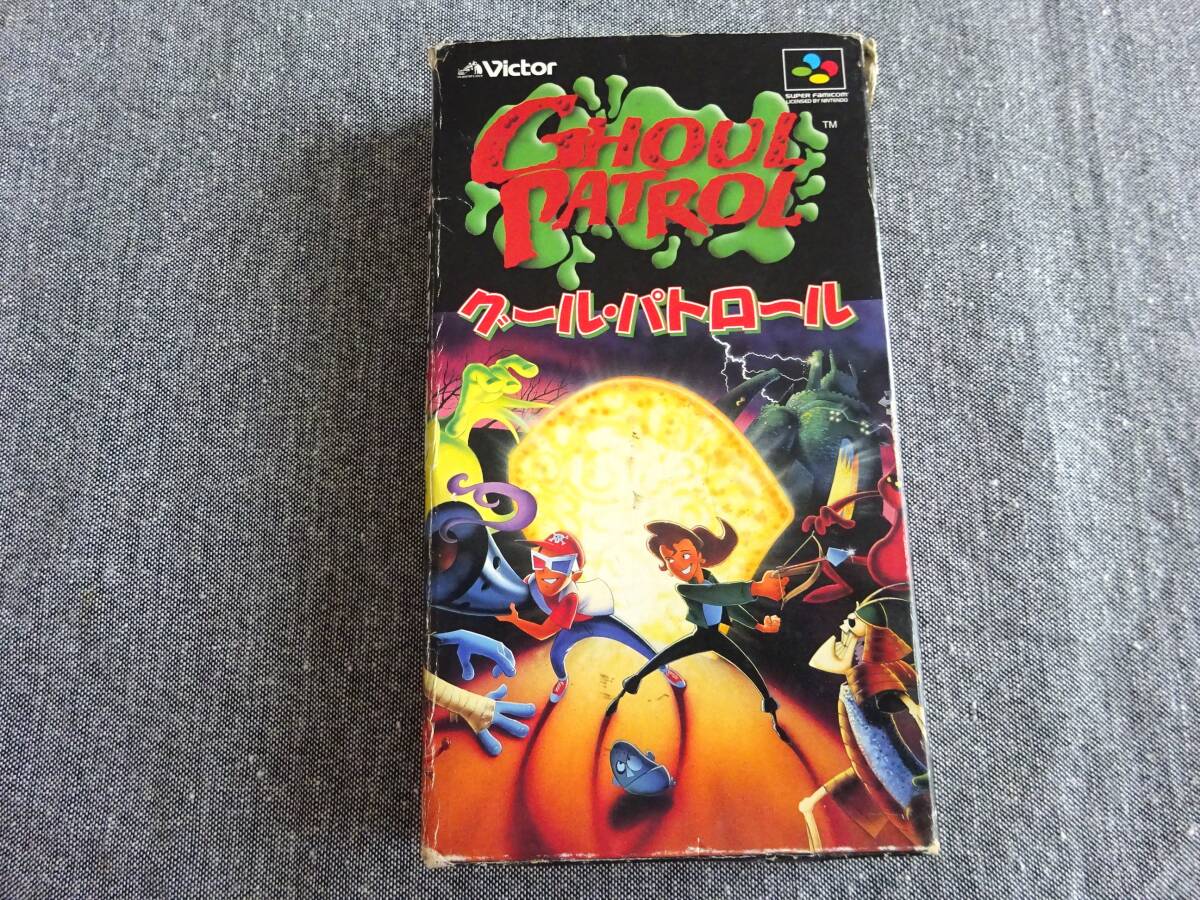 Victor
SUPER FAMICOM
LICENSED BY NINTENDO
GHOUL
PATROL
TM
グール・パトロール